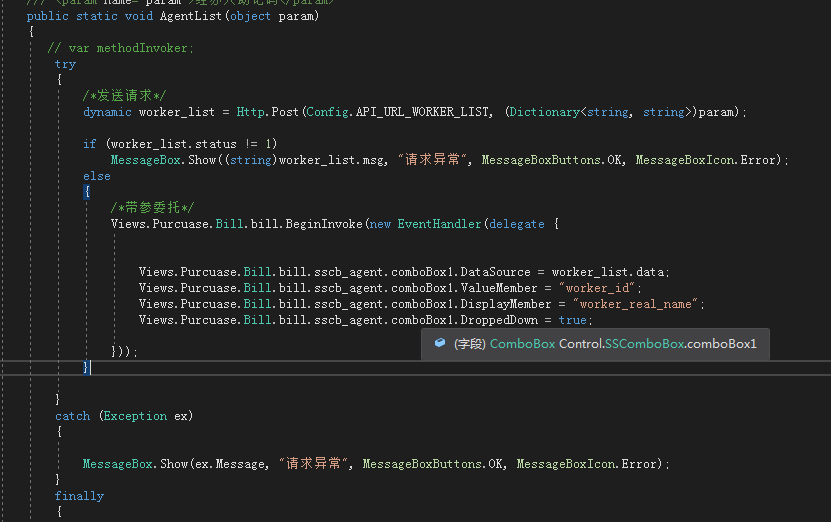 public static void AgentList(object param)
{
// var methodInvoker;
try
{
/*发送请求*/
dynamic worker_list = Http.Post(Config.API_URL_WORKER_LIST, (Dictionary<string, string>)param);
if (worker_list.status != 1)
MessageBox.Show((string)worker_list.msg, "请求异常", MessageBoxButtons.OK, MessageBoxIcon.Error);
else
{
/*带参委托*/
Views.Purcuase.Bill.bill.BeginInvoke(new EventHandler(delegate {
Views.Purcuase.Bill.bill.sscb_agent.comboBox1.DataSource = worker_list.data;
Views.Purcuase.Bill.bill.sscb_agent.comboBox1.ValueMember = "worker_id";
Views.Purcuase.Bill.bill.sscb_agent.comboBox1.DisplayMember = "worker_real_name";
Views.Purcuase.Bill.bill.sscb_agent.comboBox1.DroppedDown = true;
(字段) ComboBox Control.SSComboBox.comboBox1
}));
}
}
catch (Exception ex)
{
MessageBox.Show(ex.Message, "请求异常", MessageBoxButtons.OK, MessageBoxIcon.Error);
}
finally
{